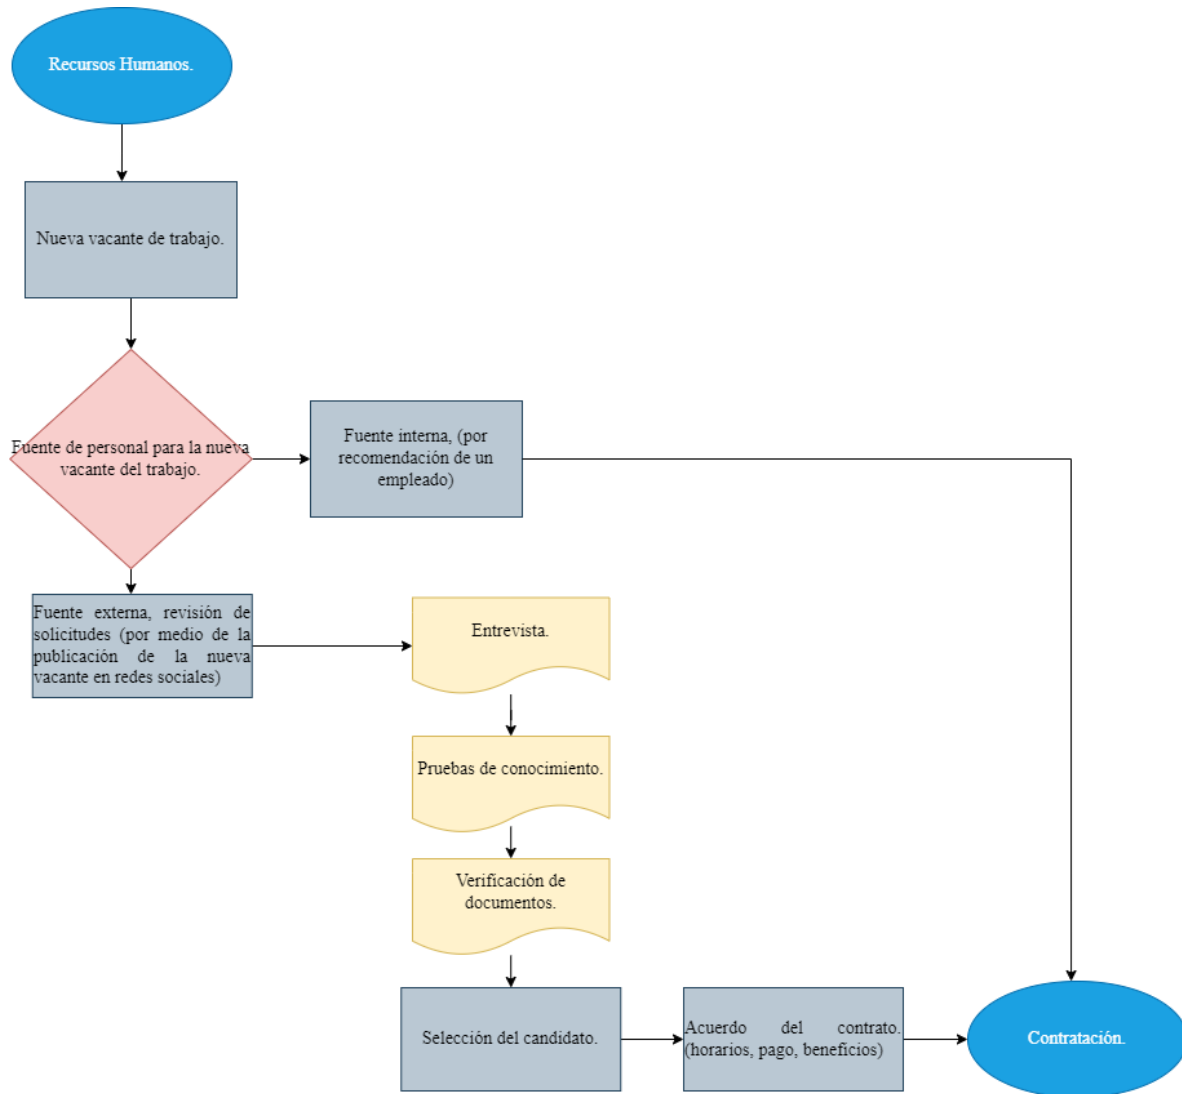 Recursos Humanos.
Nueva vacante de trabajo.
Fuente de personal para la nueva
vacante del trabajo.
Fuente interna, (por
recomendación de un
empleado)
Fuente externa, revisión de
solicitudes (por medio de la
publicación de la nueva
vacante en redes sociales)
Entrevista.
Pruebas de conocimiento.
Verificación de
documentos.
Selección del candidato.
Acuerdo del contrato.
(horarios, pago, beneficios)
Contratación.